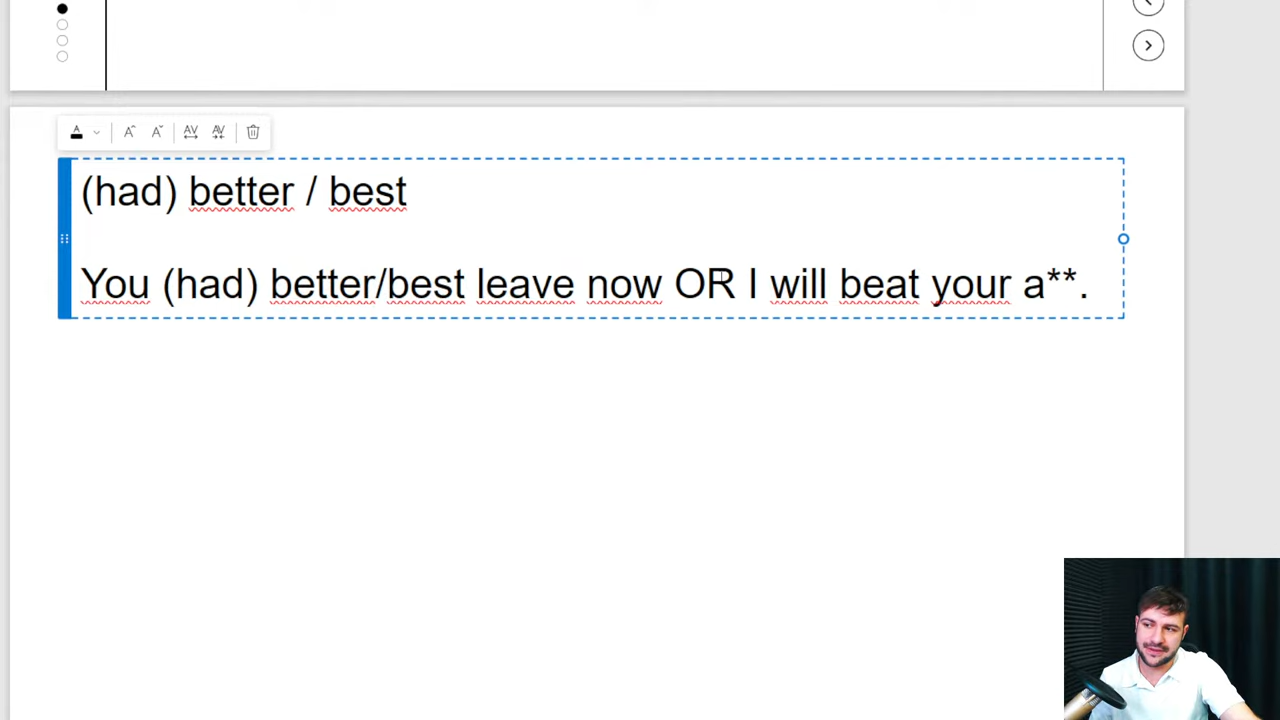 (had) better / best
You (had) better/best leave now OR I will beat your a**.